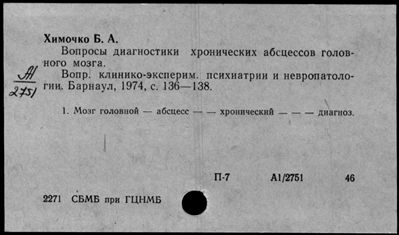 Химочко Б. А.
Вопросы диагностики хронических абсцессов голов-
ного мозга.
Вопр. клинико-эксперим. психиатрии и невропатоло-
гии. Барнаул, 1974, с. 136—138.
А1
2751
1. Мозг головной — абсцесс — — хронический — — — диагноз.
П-7 А1/2751 46
2271 СБМБ при ГЦНМБ